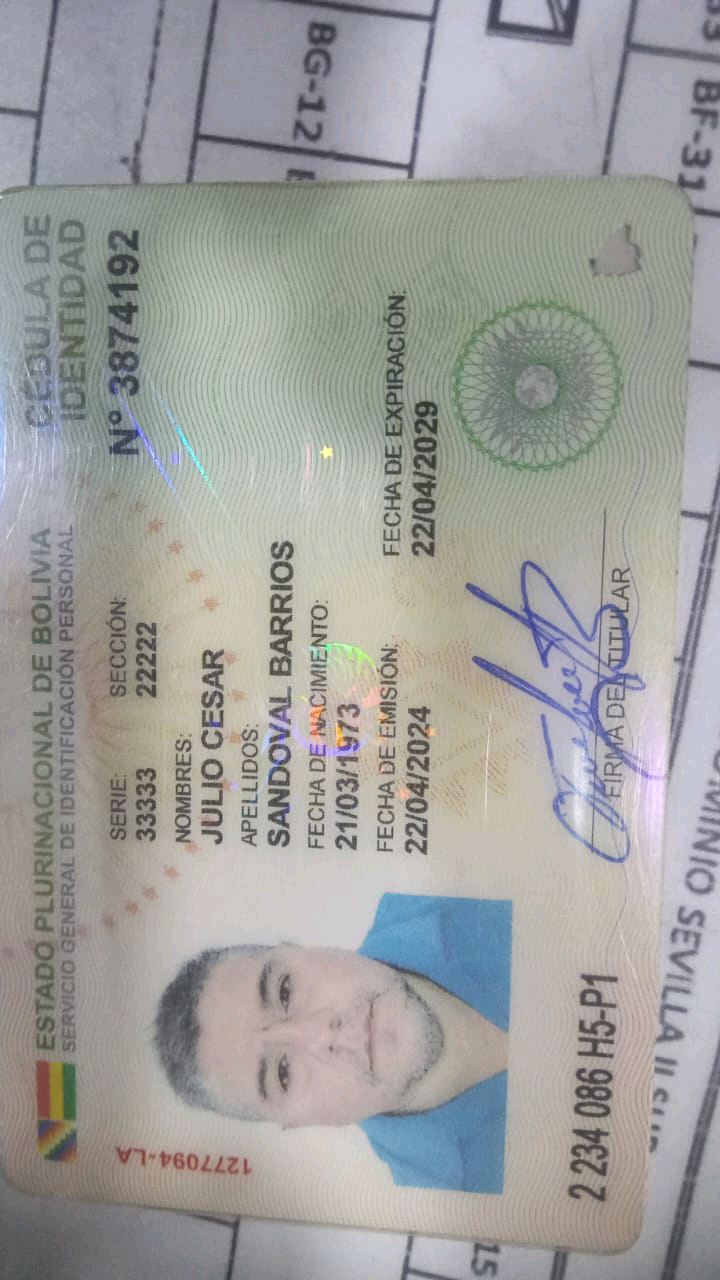 ESTADO PLURINACIONAL DE BOLIVIA
SERVICIO GENERAL DE IDENTIFICACIÓN PERSONAL
CÉDULA DE
IDENTIDAD
N° 3874192
SERIE: SECCIÓN:
33333 22222
NOMBRES:
JULIO CESAR
APELLIDOS:
SANDOVAL BARRIOS
FECHA DE NACIMIENTO:
21/03/1973
FECHA DE EMISIÓN: FECHA DE EXPIRACIÓN:
22/04/2024 22/04/2029
FIRMA DEL TITULAR
1277094-LA
2 234 086 H5-P1
BG-12
BF-31
SEVILLA II SUR
15